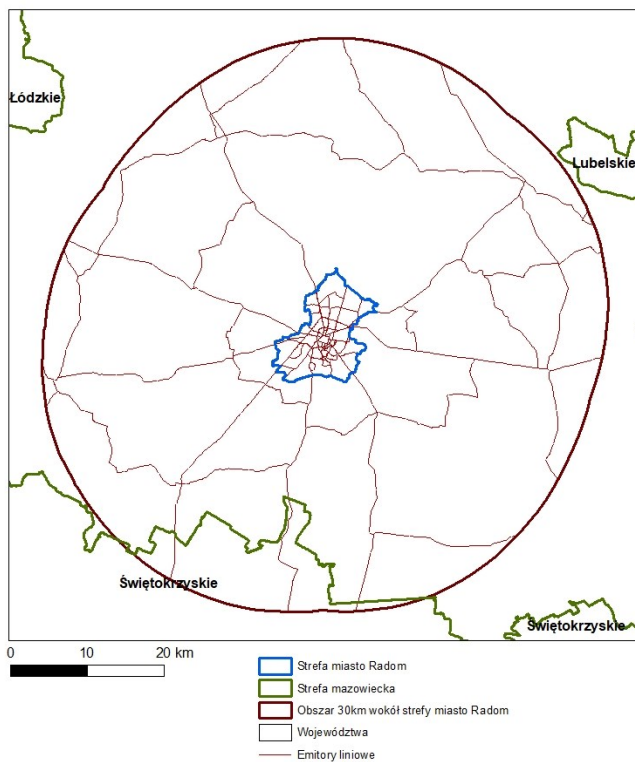 Łódzkie
Lubelskie
Świętokrzyskie
Świętokrzyskie
0 10 20 km
Strefa miasto Radom
Strefa mazowiecka
Obszar 30km wokół strefy miasto Radom
Województwa
Emitory liniowe